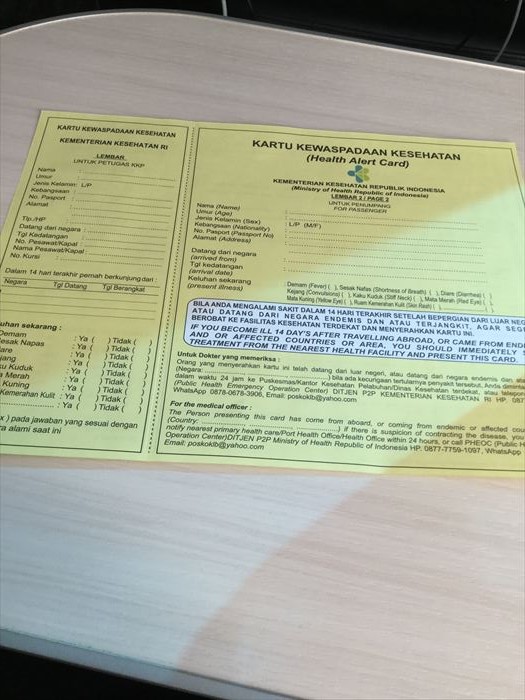 KARTU KEWASPADAAN KESEHATAN
KEMENTERIAN KESEHATAN RI
LEMBAR
UNTUK PETUGAS KKP
Nama :
Umur :
Jenis Kelamin : L/P
Kebangsaan :
No. Pasport :
Alamat :
Tlp./HP :
Datang dari negara :
Tgl Kedatangan :
No. Pesawat/Kapal :
Nama Pesawat/Kapal :
No. Kursi :
Dalam 14 hari terakhir pernah berkunjung dari :
Negara Tgl Datang Tgl Berangkat
luhan sekarang :
Demam : Ya ( ) Tidak (
Sesak Napas : Ya ( ) Tidak (
iare : Ya ( ) Tidak (
jang : Ya ( ) Tidak (
u Kuduk : Ya ( ) Tidak (
a Merah : Ya ( ) Tidak (
Kuning : Ya ( ) Tidak (
Kemerahan Kulit : Ya ( ) Tidak (
: Ya ( ) Tidak (
x ) pada jawaban yang sesuai dengan
a alami saat ini
KARTU KEWASPADAAN KESEHATAN
(Health Alert Card)
KEMENTERIAN KESEHATAN REPUBLIK INDONESIA
(Ministry of Health Republic of Indonesia)
LEMBAR 2 / PAGE 2
UNTUK PENUMPANG
FOR PASSENGER
Nama (Name) :
Umur (Age) :
Jenis Kelamin (Sex) : L/P (M/F)
Kebangsaan (Nationality) :
No. Pasport (Passport No) :
Alamat (Address) :
Datang dari negara :
(arrived from)
Tgl kedatangan :
(arrival date)
Keluhan sekarang : Demam (Fever) ( ), Sesak Nafas (Shortness of Breath) ( ), Diare (Diarrhea) (
(present illness) Kejang (Convulsions) ( ), Kaku Kuduk (Stiff Neck) ( ), Mata Merah (Red Eye) (
Mata Kuning (Yellow Eye) ( ), Ruam Kemerahan Kulit (Skin Rash) ( ),
BILA ANDA MENGALAMI SAKIT DALAM 14 HARI TERAKHIR SETELAH BEPERGIAN DARI LUAR NEG
ATAU DATANG DARI NEGARA ENDEMIS DAN ATAU TERJANGKIT, AGAR SEG
BEROBAT KE FASILITAS KESEHATAN TERDEKAT DAN MENYERAHKAN KARTU INI.
IF YOU BECOME ILL 14 DAY'S AFTER TRAVELLING ABROAD, OR CAME FROM END
AND OR AFFECTED COUNTRIES OR AREA, YOU SHOULD IMMEDIATELY S
TREATMENT FROM THE NEAREST HEALTH FACILITY AND PRESENT THIS CARD.
Untuk Dokter yang memeriksa :
Orang yang menyerahkan kartu ini telah datang dari luar negeri, atau datang dari negara endemis dan ata
(Negara: ) bila ada kecurigaan tertularnya penyakit tersebut, Anda diminta
dalam waktu 24 jam ke Puskesmas/Kantor Kesehatan Pelabuhan/Dinas Kesehatan terdekat, atau telepon
(Public Health Emergency Operation Center) DITJEN P2P KEMENTERIAN KESEHATAN RI HP. 087
WhatsApp 0878-0678-3906, Email: poskoklb@yahoo.com
For the medical officer :
The Person presenting this card has come from aboard, or coming from endemic or affected cou
(Country: ) if there is suspicion of contracting the disease, you
notify nearest primary health care/Port Health Office/Health Office within 24 hours, or call PHEOC (Public H
Operation Center)DITJEN P2P Ministry of Health Republic of Indonesia HP. 0877-7759-1097, WhatsApp
Email: poskoklb@yahoo.com